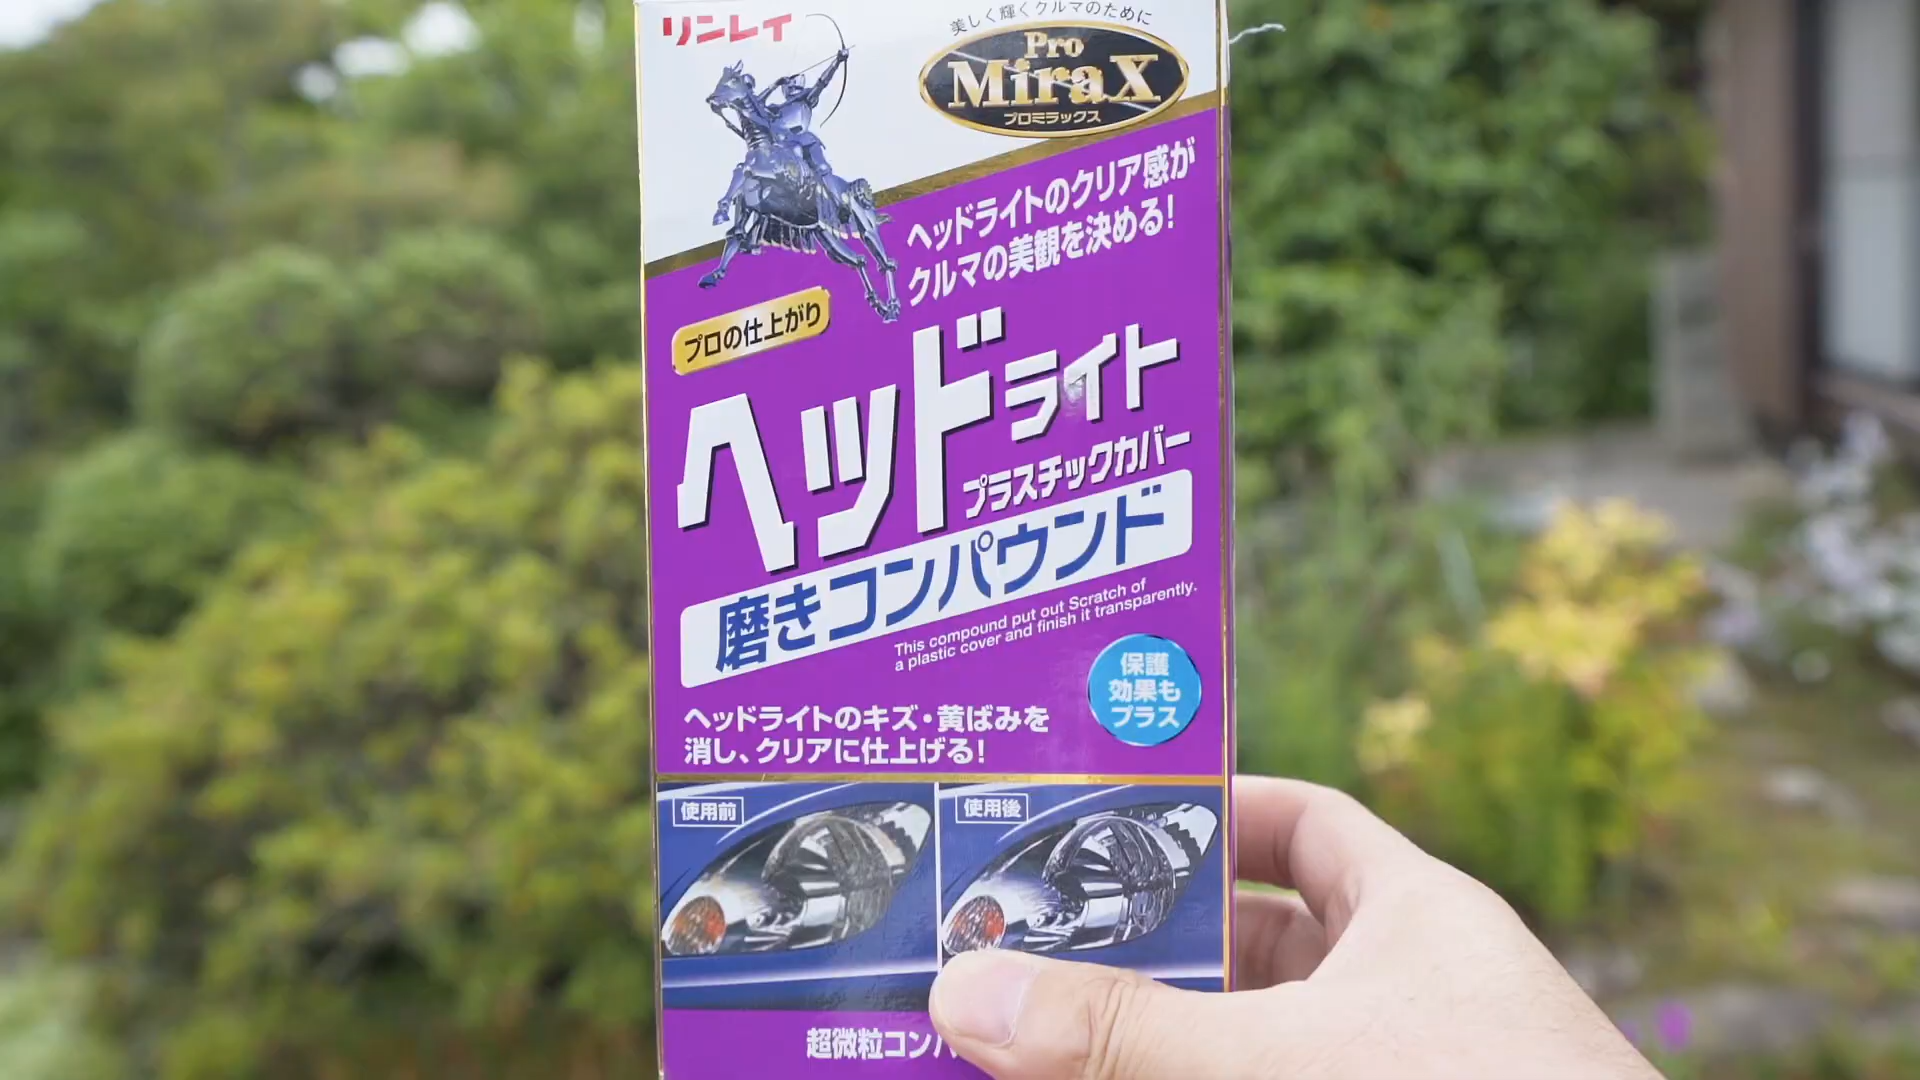 リンレイ
美しく輝くクルマのために
Pro
MiraX
プロミラックス
ヘッドライトのクリア感が
クルマの美観を決める!
プロの仕上がり
ヘッドライト
プラスチックカバー
磨きコンパウンド
This compound put out Scratch of
a plastic cover and finish it transparently.
保護
効果も
プラス
ヘッドライトのキズ・黄ばみを
消し、クリアに仕上げる!
使用前
使用後
超微粒コン